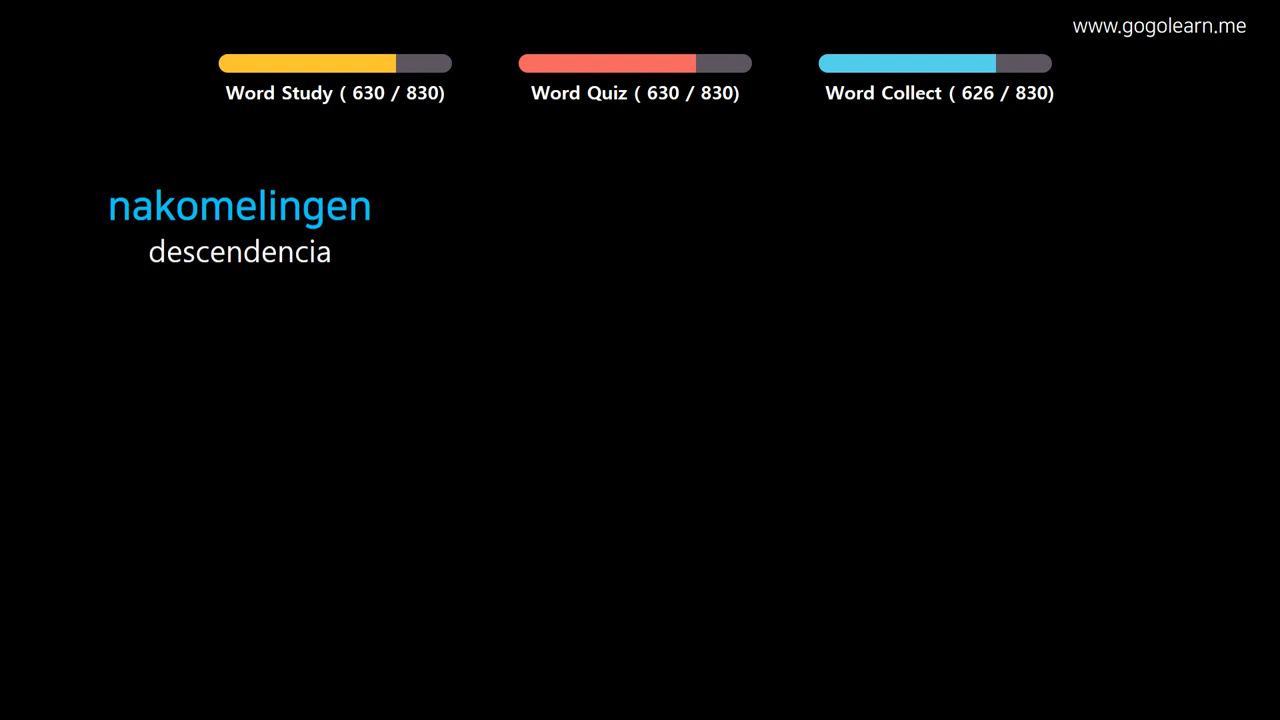 www.gogolearn.me
Word Study ( 630 / 830)
Word Quiz ( 630 / 830)
Word Collect ( 626 / 830)
nakomelingen
descendencia